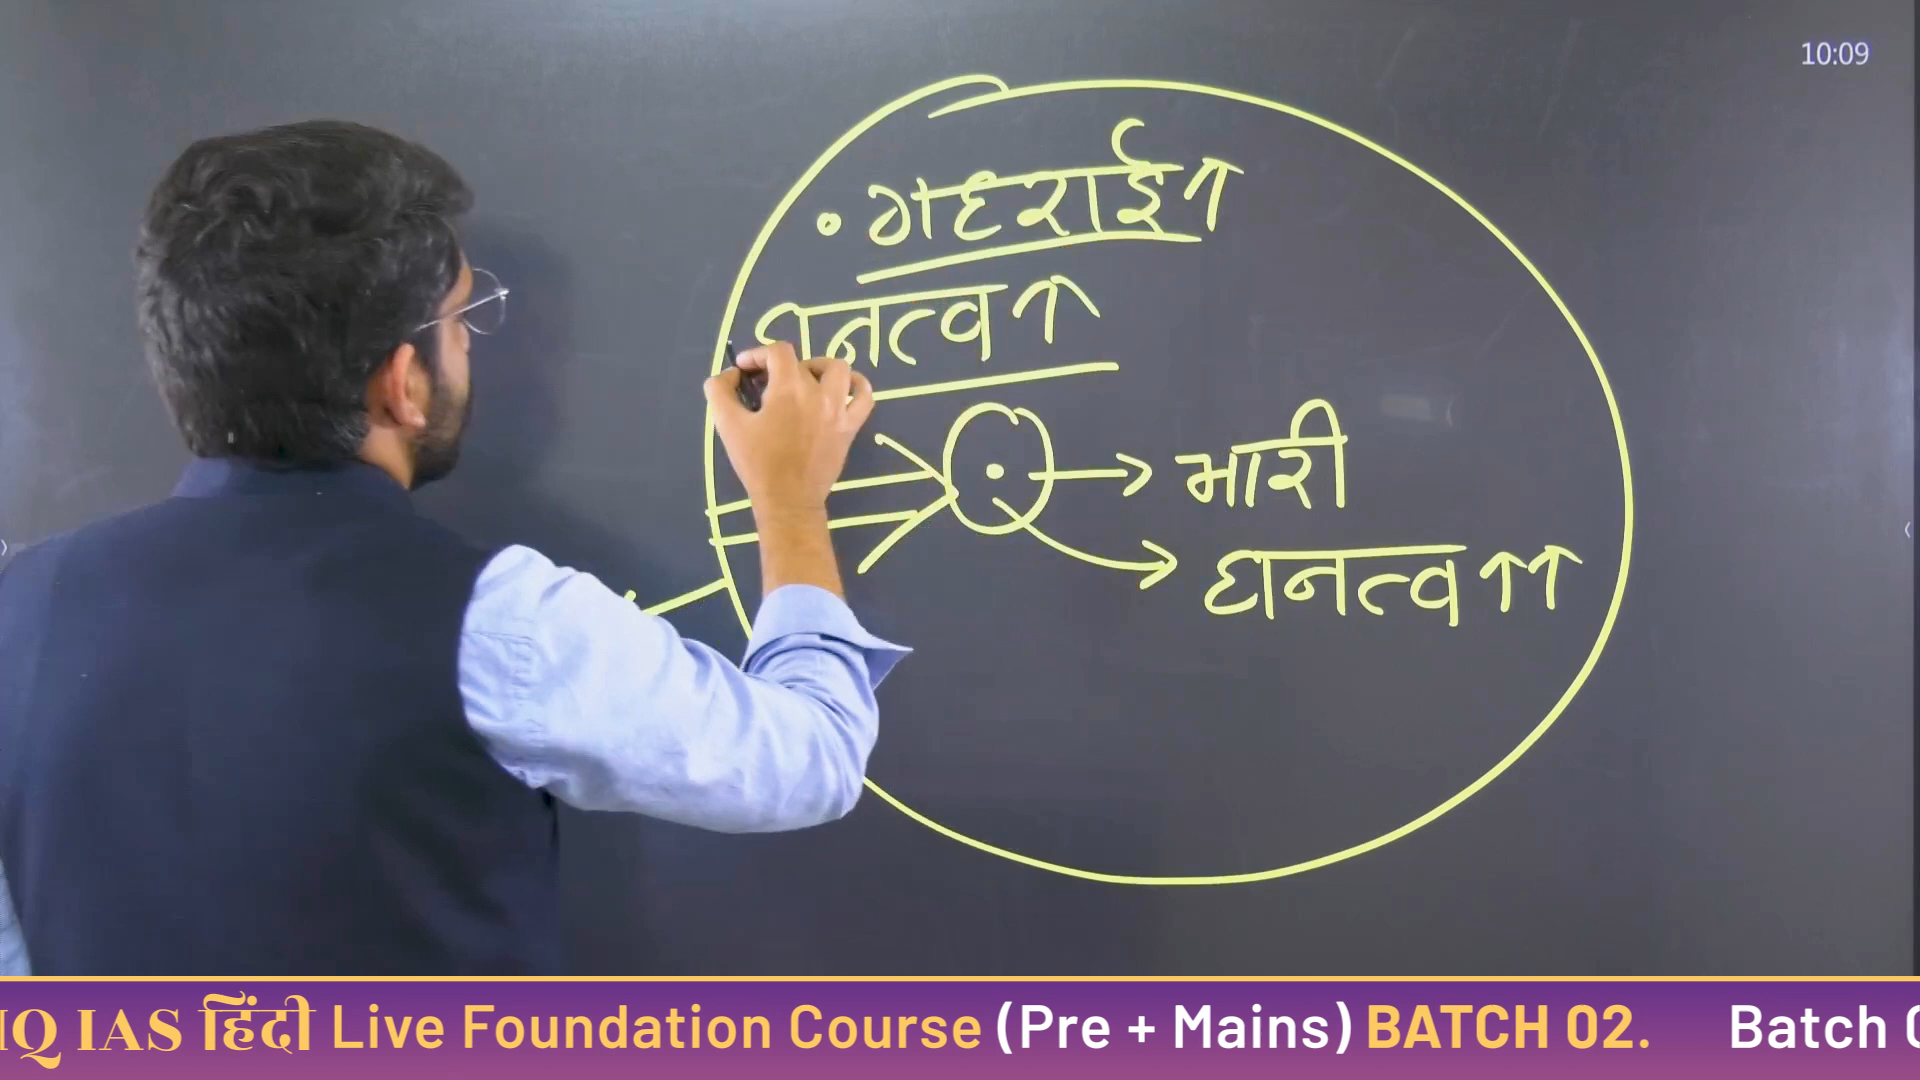 10:09
• गहराई↑
घनत्व↑
→ भारी
→ घनत्व↑↑
IQ IAS हिंदी Live Foundation Course (Pre + Mains) BATCH 02. Batch